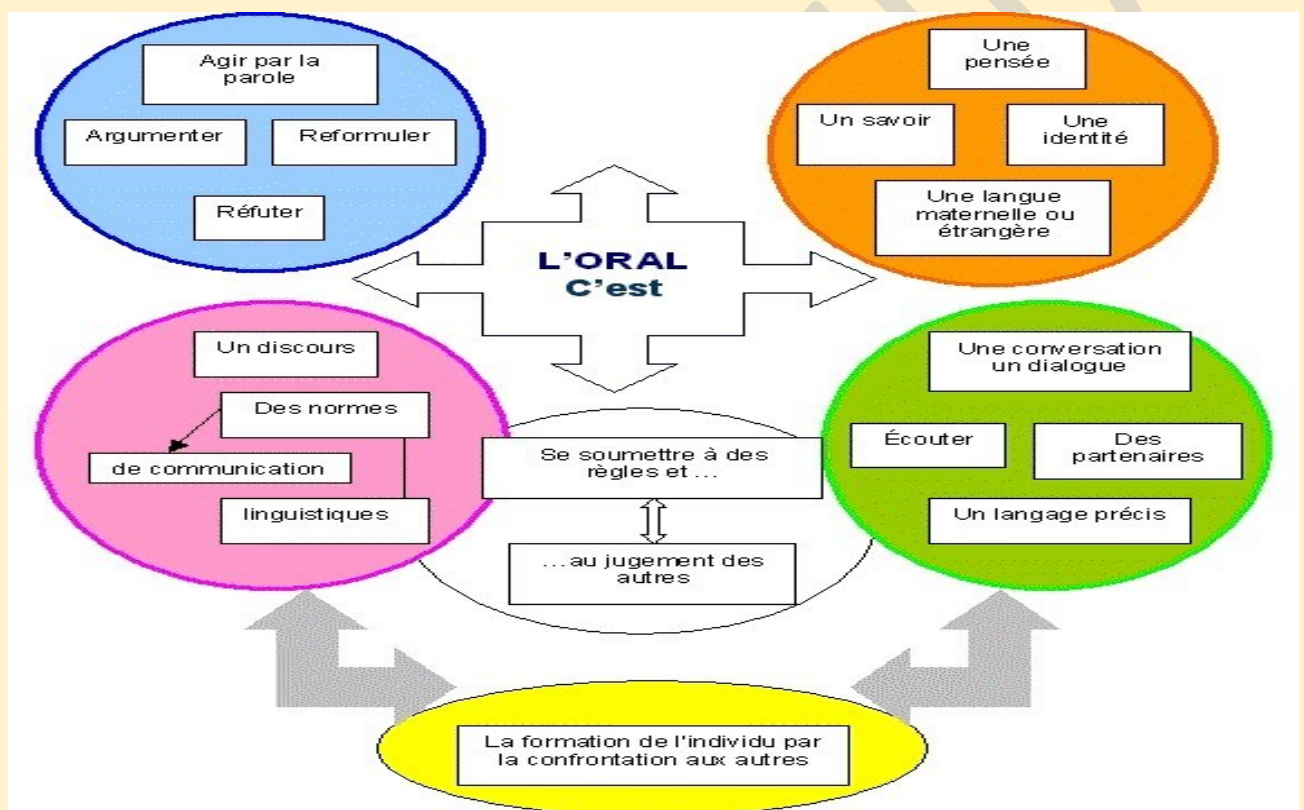 Agir par la
parole
Argumenter
Reformuler
Réfuter
Une
pensée
Un savoir
Une
identité
Une langue
maternelle ou
étrangère
L'ORAL
C'est
Un discours
Des normes
de communication
linguistiques
Se soumettre à des
règles et ...
...au jugement des
autres
Une conversation
un dialogue
Écouter
Des
partenaires
Un langage précis
La formation de l'individu par
la confrontation aux autres